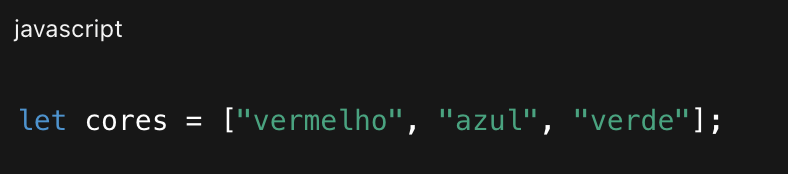 javascript
let cores = ["vermelho", "azul", "verde"];